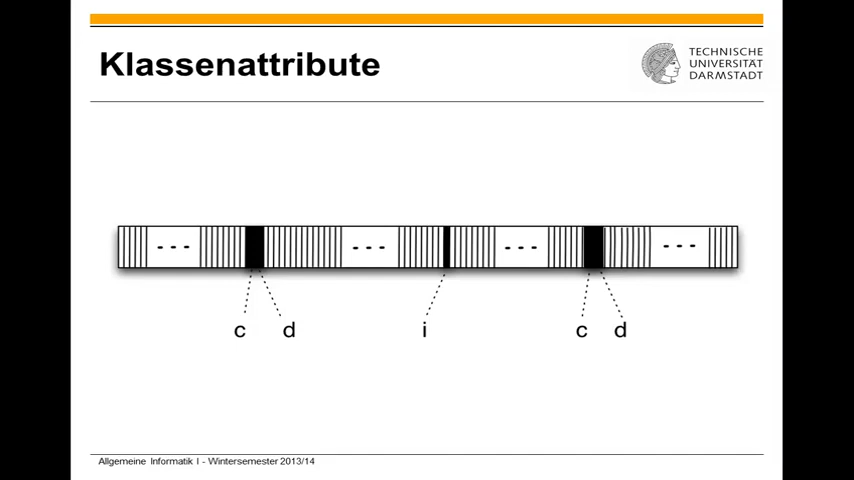 Klassenattribute
TECHNISCHE
UNIVERSITÄT
DARMSTADT
c d i c d
Allgemeine Informatik I - Wintersemester 2013/14